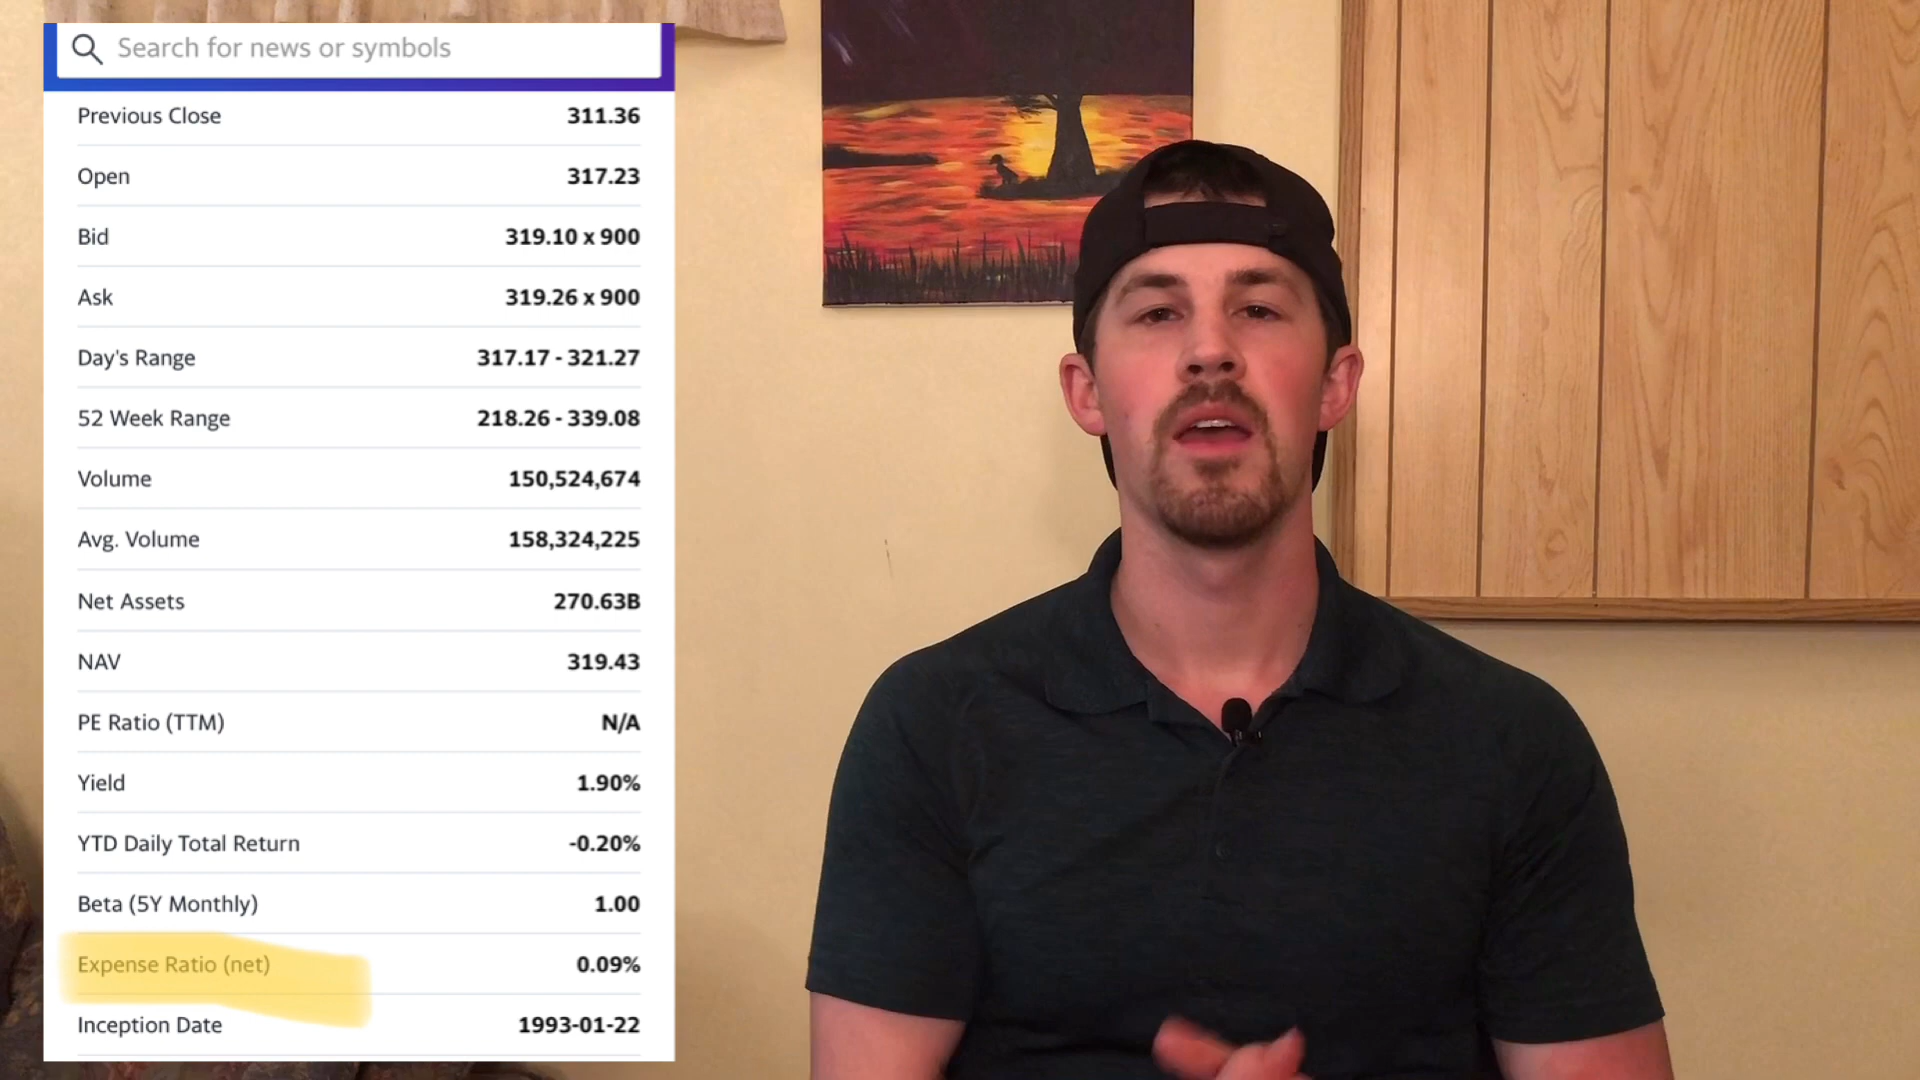 Search for news or symbols
Previous Close 311.36
Open 317.23
Bid 319.10 x 900
Ask 319.26 x 900
Day's Range 317.17 - 321.27
52 Week Range 218.26 - 339.08
Volume 150,524,674
Avg. Volume 158,324,225
Net Assets 270.63B
NAV 319.43
PE Ratio (TTM) N/A
Yield 1.90%
YTD Daily Total Return -0.20%
Beta (5Y Monthly) 1.00
Expense Ratio (net) 0.09%
Inception Date 1993-01-22